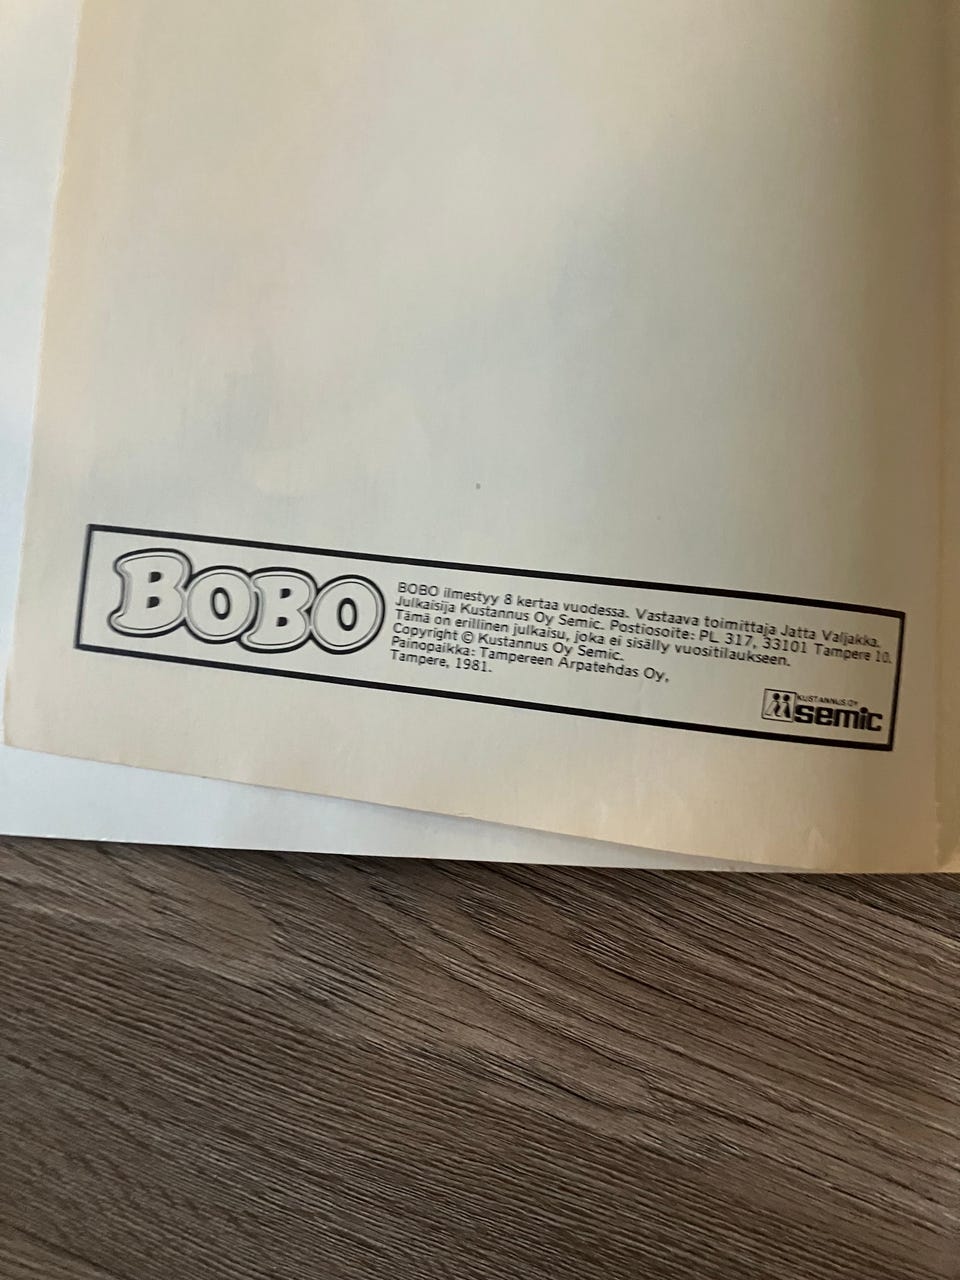 BOBO
BOBO ilmestyy 8 kertaa vuodessa. Vastaava toimittaja Jatta Valjakka.
Julkaisija Kustannus Oy Semic. Postiosoite: PL 317, 33101 Tampere 10.
Tämä on erillinen julkaisu, joka ei sisälly vuositilaukseen.
Copyright © Kustannus Oy Semic.
Painopaikka: Tampereen Arpatehdas Oy,
Tampere, 1981.
KUSTANNUS OY
semic